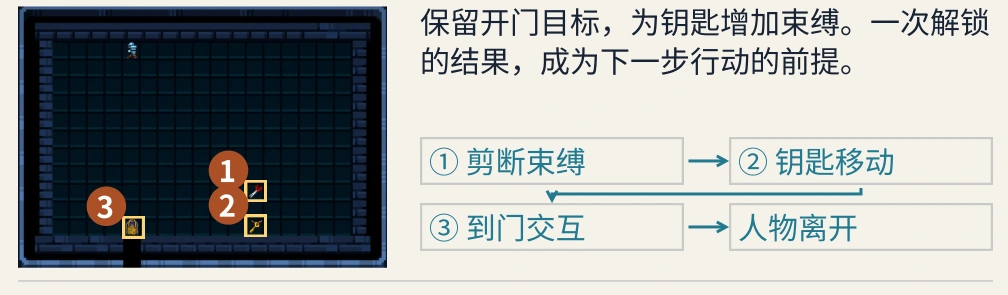 保留开门目标，为钥匙增加束缚。一次解锁
的结果，成为下一步行动的前提。
1
2
3
① 剪断束缚
② 钥匙移动
③ 到门交互
人物离开